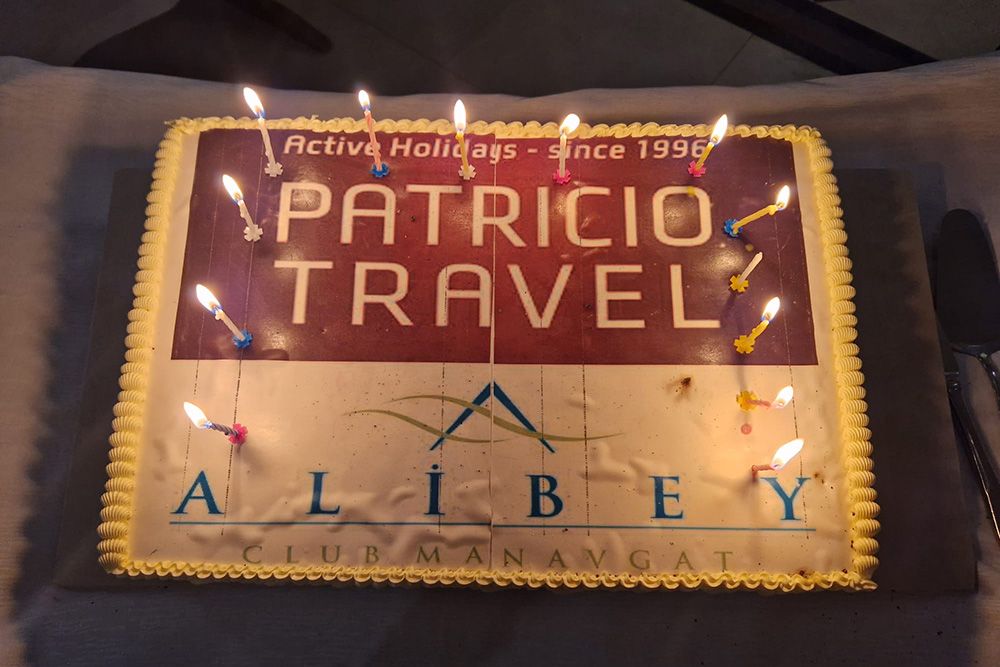 Active Holidays - since 1996
PATRICIO
TRAVEL
ALİBEY
CLUB MANAVGAT